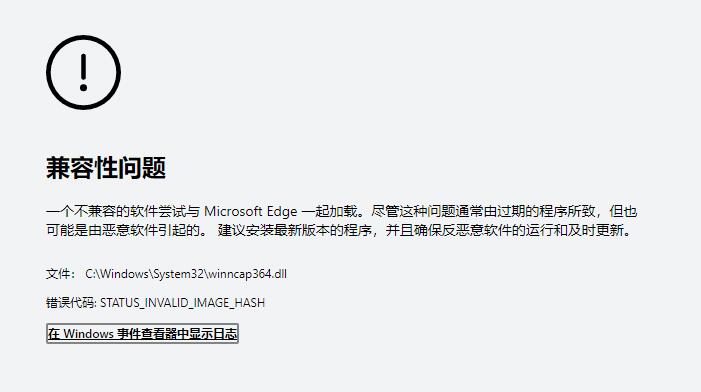 兼容性问题
一个不兼容的软件尝试与 Microsoft Edge 一起加载。尽管这种问题通常由过期的程序所致，但也
可能是由恶意软件引起的。 建议安装最新版本的程序，并且确保反恶意软件的运行和及时更新。
文件： C:\Windows\System32\winncap364.dll
错误代码: STATUS_INVALID_IMAGE_HASH
在 Windows 事件查看器中显示日志